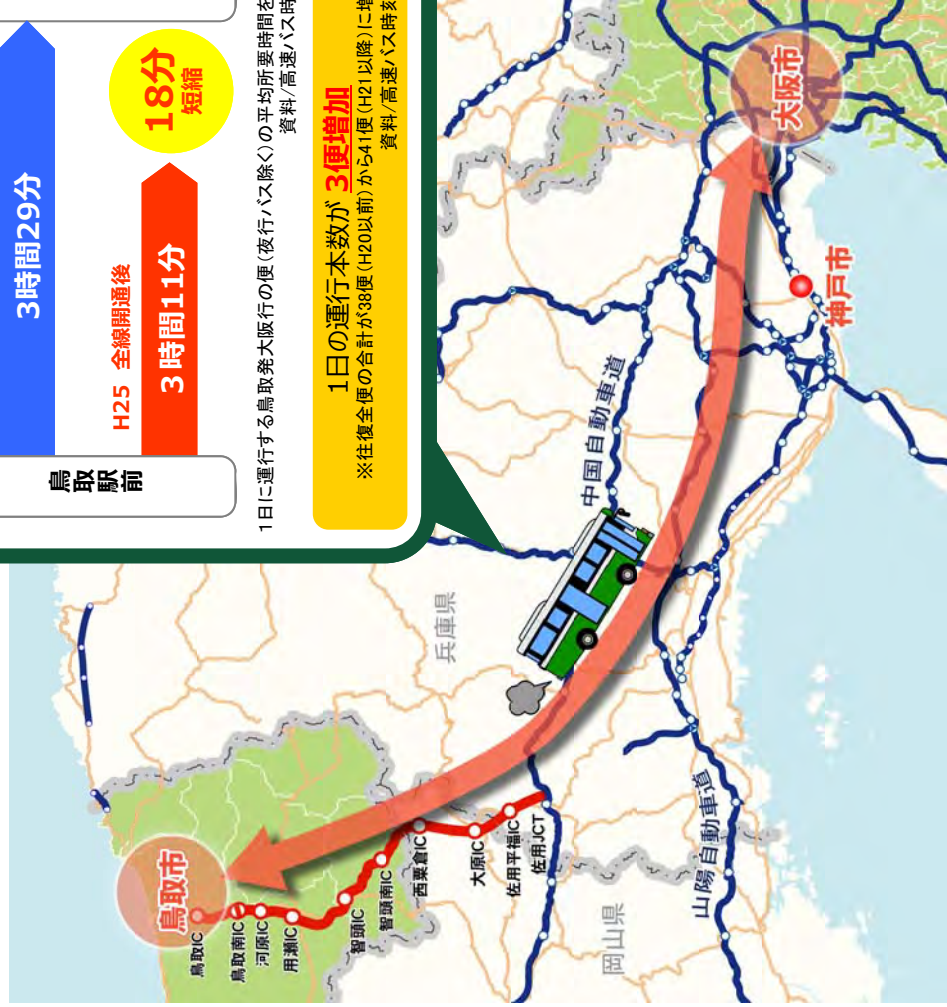 3時間29分
18分
短縮
H25 全線開通後
3時間11分
鳥取
駅前
1日に運行する鳥取発大阪行の便(夜行バス除く)の平均所要時間を
資料/高速バス時
1日の運行本数が 3便増加
※往復全便の合計が38便(H20以前)から41便(H21以降)に増
資料/高速バス時刻
大阪市
神戸市
中国自動車道
兵庫県
鳥取市
鳥取IC
鳥取南IC
河原IC
用瀬IC
智頭IC
智頭南IC
西粟倉IC
大原IC
佐用平福IC
佐用JCT
山陽自動車道
岡山県